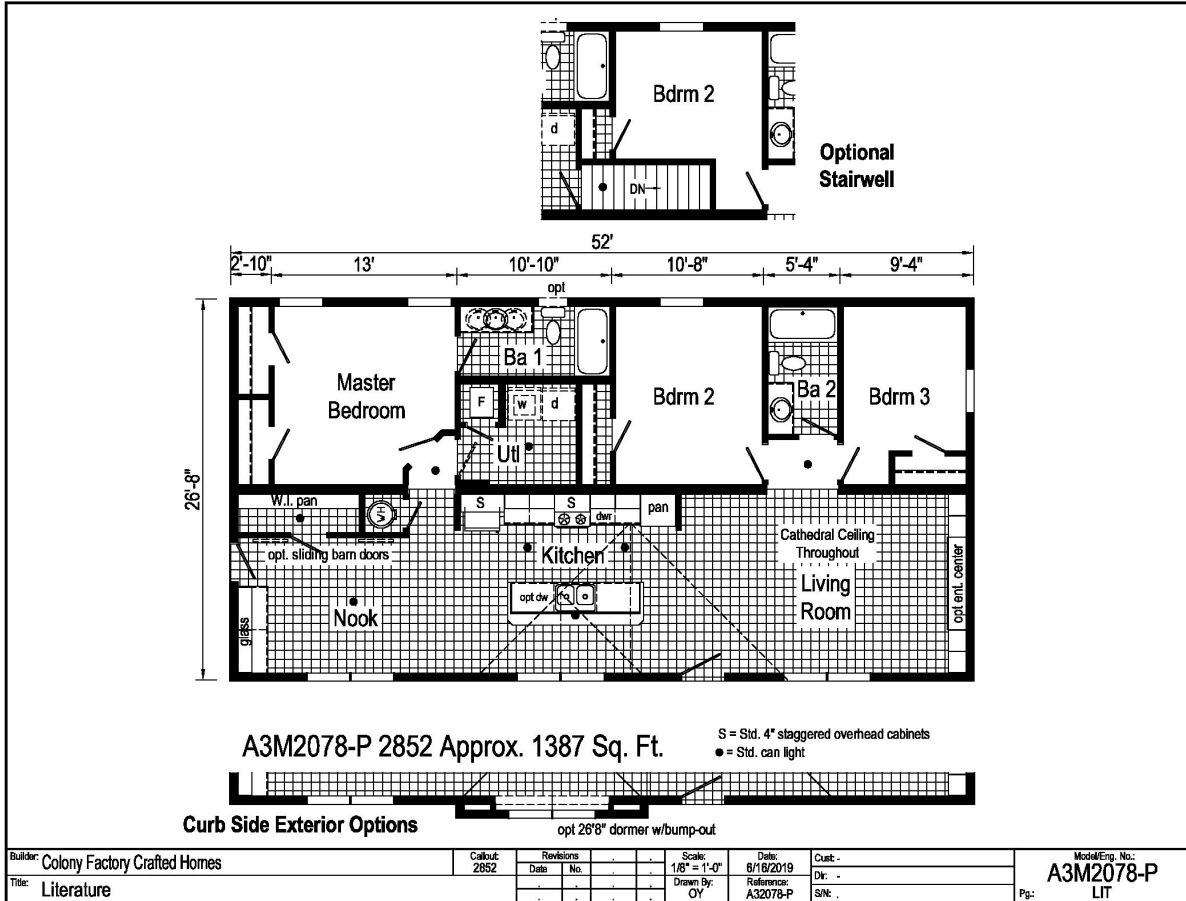 Bdrm 2
d
DN
Optional
Stairwell
52'
2'-10"
13'
10'-10"
10'-8"
5'-4"
9'-4"
opt
26'-8"
Master
Bedroom
Ba 1
F
w
d
Utl
Bdrm 2
Ba 2
Bdrm 3
W.I. pan
WH
opt. sliding barn doors
S
S
dwr
pan
Kitchen
opt dw
Nook
glass
Cathedral Ceiling
Throughout
Living
Room
opt ent. center
A3M2078-P 2852 Approx. 1387 Sq. Ft.
S = Std. 4" staggered overhead cabinets
● = Std. can light
Curb Side Exterior Options
opt 26'8" dormer w/bump-out
Builder: Colony Factory Crafted Homes
Title: Literature
Callout:
2852
Revisions
Date No.
Scale:
1/8" = 1'-0"
Drawn By:
OY
Date:
6/16/2019
Reference:
A32078-P
Cust: -
Dlr: -
S/N: .
Model/Eng. No.:
A3M2078-P
Pg.: LIT